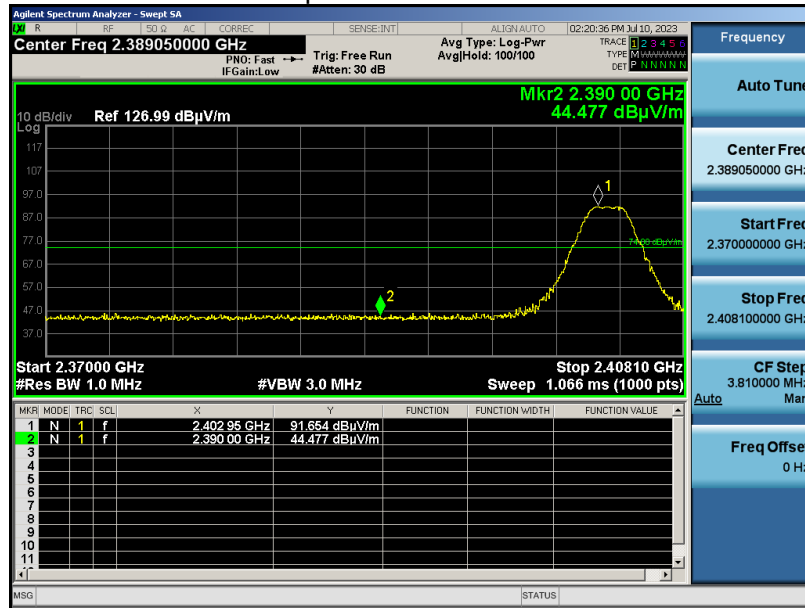 Agilent Spectrum Analyzer - Swept SA
LXI R RF 50 Ω AC CORREC SENSE:INT ALIGN AUTO 02:20:36 PM Jul 10, 2023
Center Freq 2.389050000 GHz
PNO: Fast
IFGain:Low
Trig: Free Run
#Atten: 30 dB
Avg Type: Log-Pwr
Avg|Hold: 100/100
TRACE 1 2 3 4 5 6
TYPE M WWWWW
DET P N N N N N
Mkr2 2.390 00 GHz
44.477 dBµV/m
10 dB/div Ref 126.99 dBµV/m
Log
117
107
97.0
87.0
77.0
67.0
57.0
47.0
37.0
1
2
74.00 dBµV/m
Start 2.37000 GHz Stop 2.40810 GHz
#Res BW 1.0 MHz #VBW 3.0 MHz Sweep 1.066 ms (1000 pts)
MKR MODE TRC SCL X Y FUNCTION FUNCTION WIDTH FUNCTION VALUE
1 N 1 f 2.402 95 GHz 91.654 dBµV/m
2 N 1 f 2.390 00 GHz 44.477 dBµV/m
3
4
5
6
7
8
9
10
11
MSG STATUS
Frequency
Auto Tune
Center Freq
2.389050000 GHz
Start Freq
2.370000000 GHz
Stop Freq
2.408100000 GHz
CF Step
3.810000 MHz
Auto Man
Freq Offset
0 Hz